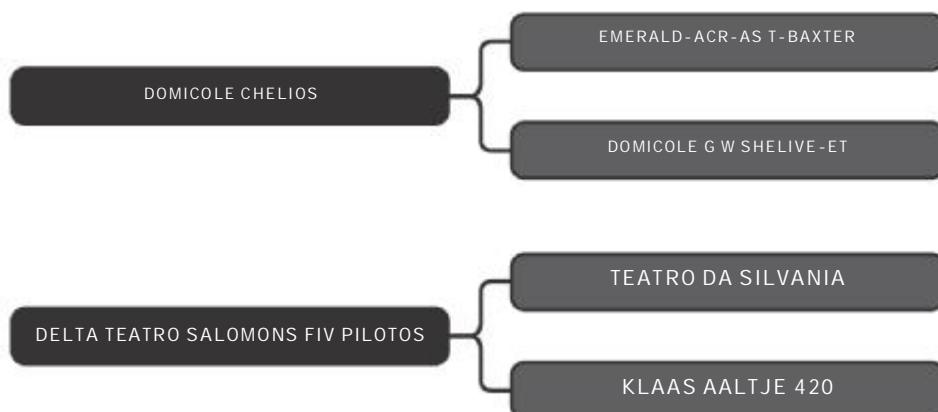 EMERALD-ACR-AS T-BAXTER
DOMICOLE CHELIOS
DOMICOLE G W SHELIVE-ET
TEATRO DA SILVANIA
DELTA TEATRO SALOMONS FIV PILOTOS
KLAAS AALTJE 420